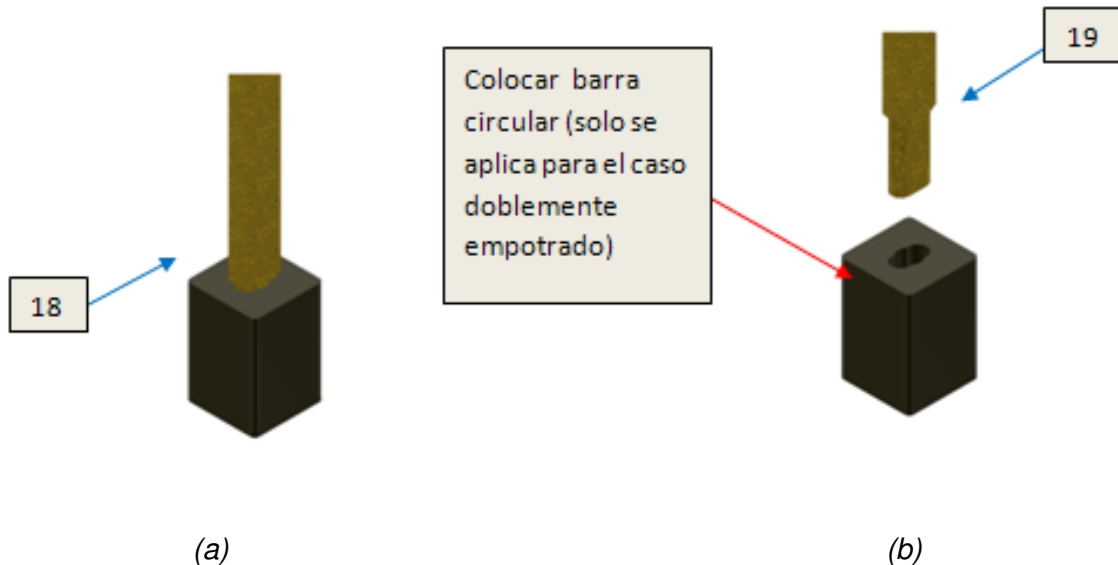 18
Colocar barra
circular (solo se
aplica para el caso
doblemente
empotrado)
19
(a)
(b)